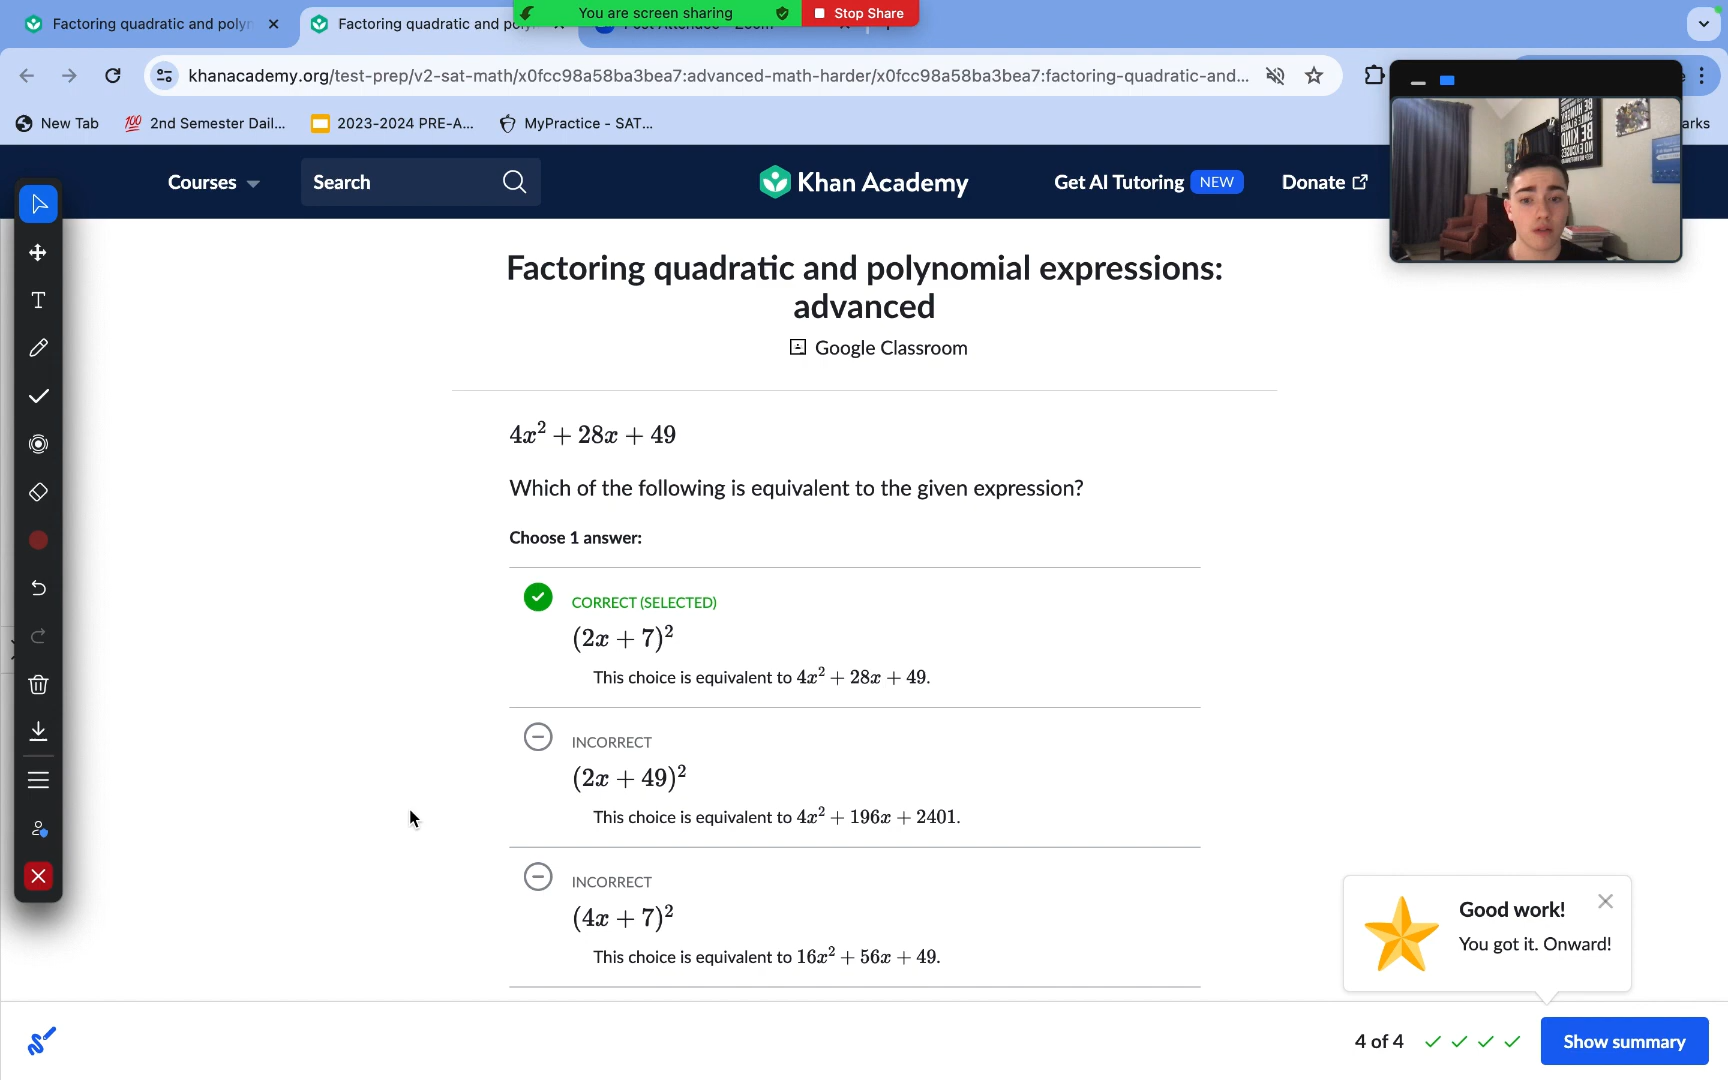 Factoring quadratic and polyn
Factoring quadratic and poly
You are screen sharing
Stop Share
khanacademy.org/test-prep/v2-sat-math/x0fcc98a58ba3bea7:advanced-math-harder/x0fcc98a58ba3bea7:factoring-quadratic-and...
New Tab
2nd Semester Dail...
2023-2024 PRE-A...
MyPractice - SAT...
arks
Courses
Search
Khan Academy
Get AI Tutoring NEW
Donate
Factoring quadratic and polynomial expressions:
advanced
Google Classroom
4x² + 28x + 49
Which of the following is equivalent to the given expression?
Choose 1 answer:
CORRECT (SELECTED)
(2x + 7)²
This choice is equivalent to 4x² + 28x + 49.
INCORRECT
(2x + 49)²
This choice is equivalent to 4x² + 196x + 2401.
INCORRECT
(4x + 7)²
This choice is equivalent to 16x² + 56x + 49.
Good work!
You got it. Onward!
4 of 4
Show summary